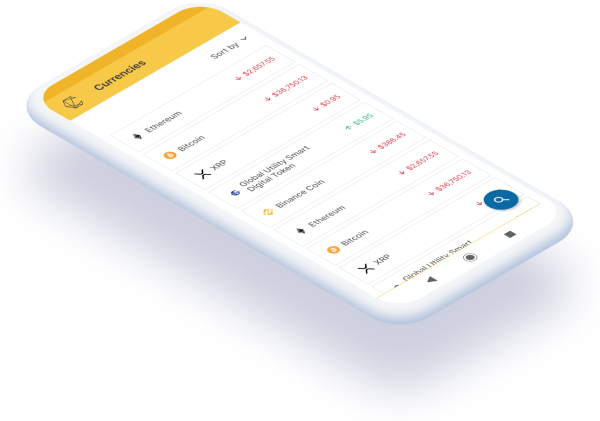 Currencies
Sort by
Ethereum
$2,657.55
Bitcoin
$36,750.13
XRP
$0.95
Global Utility Smart
Digital Token
$5.95
Binance Coin
$386.45
Ethereum
$2,657.55
Bitcoin
$36,750.13
XRP
Global Utility Smart